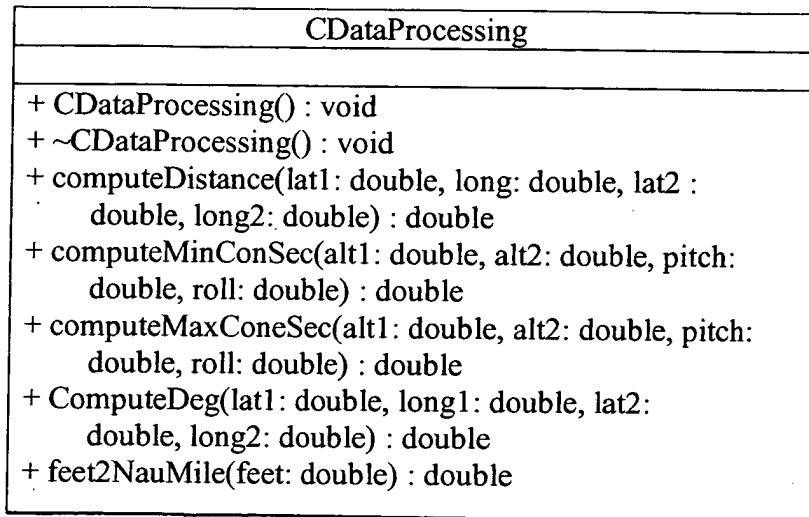 CDataProcessing
+ CDataProcessing() : void
+ ~CDataProcessing() : void
+ computeDistance(lat1: double, long: double, lat2 :
double, long2: double) : double
+ computeMinConSec(alt1: double, alt2: double, pitch:
double, roll: double) : double
+ computeMaxConeSec(alt1: double, alt2: double, pitch:
double, roll: double) : double
+ ComputeDeg(lat1: double, long1: double, lat2:
double, long2: double) : double
+ feet2NauMile(feet: double) : double